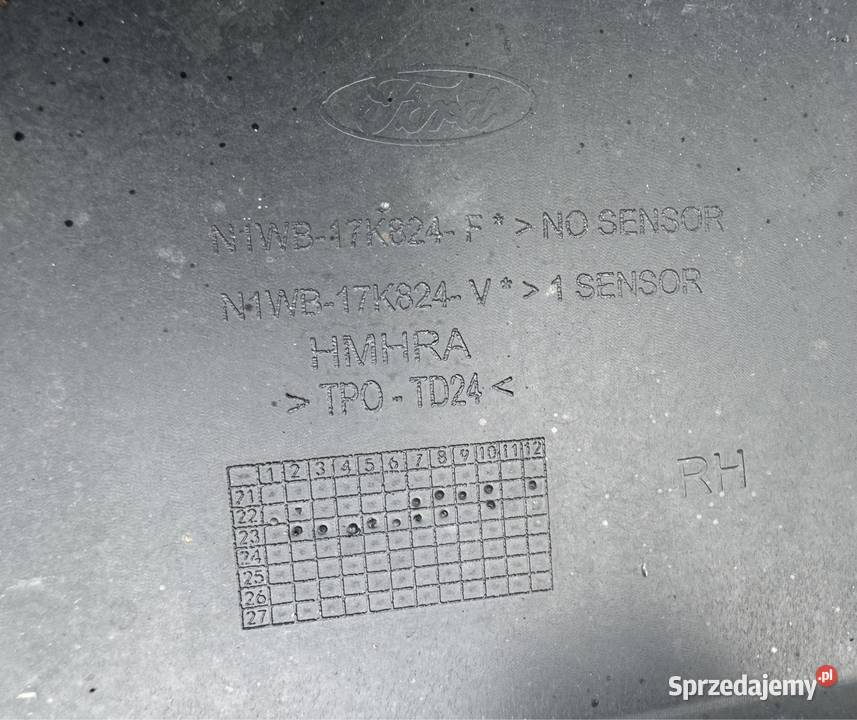 Ford
N1WB-17K824- F * > NO SENSOR
N1WB-17K824- V * > 1 SENSOR
HMHRA
> TPO - TD24 <
1 2 3 4 5 6 7 8 9 10 11 12
21
22
23
24
25
26
27
RH
Sprzedajemy.pl